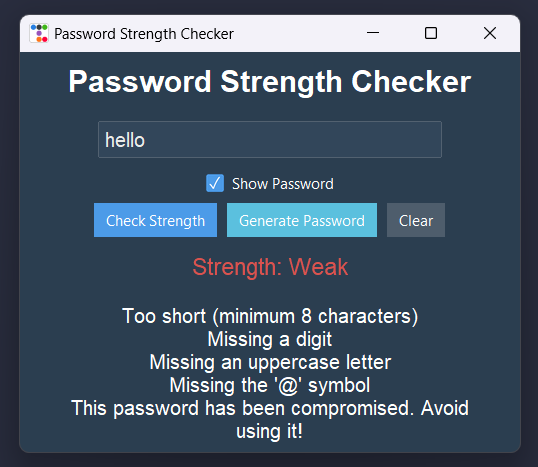 Password Strength Checker
Password Strength Checker
hello
Show Password
Check Strength Generate Password Clear
Strength: Weak
Too short (minimum 8 characters)
Missing a digit
Missing an uppercase letter
Missing the '@' symbol
This password has been compromised. Avoid
using it!